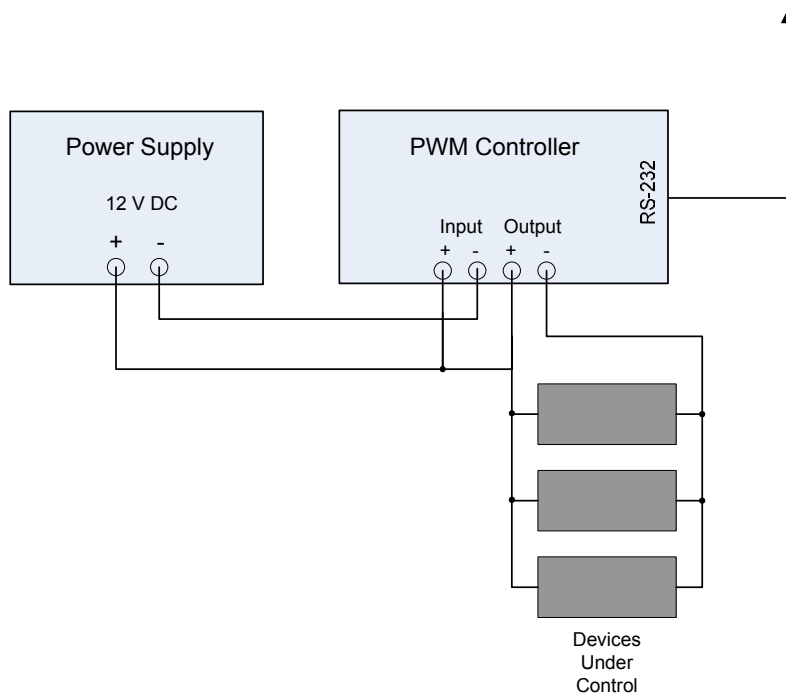 Power Supply
12 V DC
+ -
PWM Controller
RS-232
Input Output
+ - + -
Devices
Under
Control